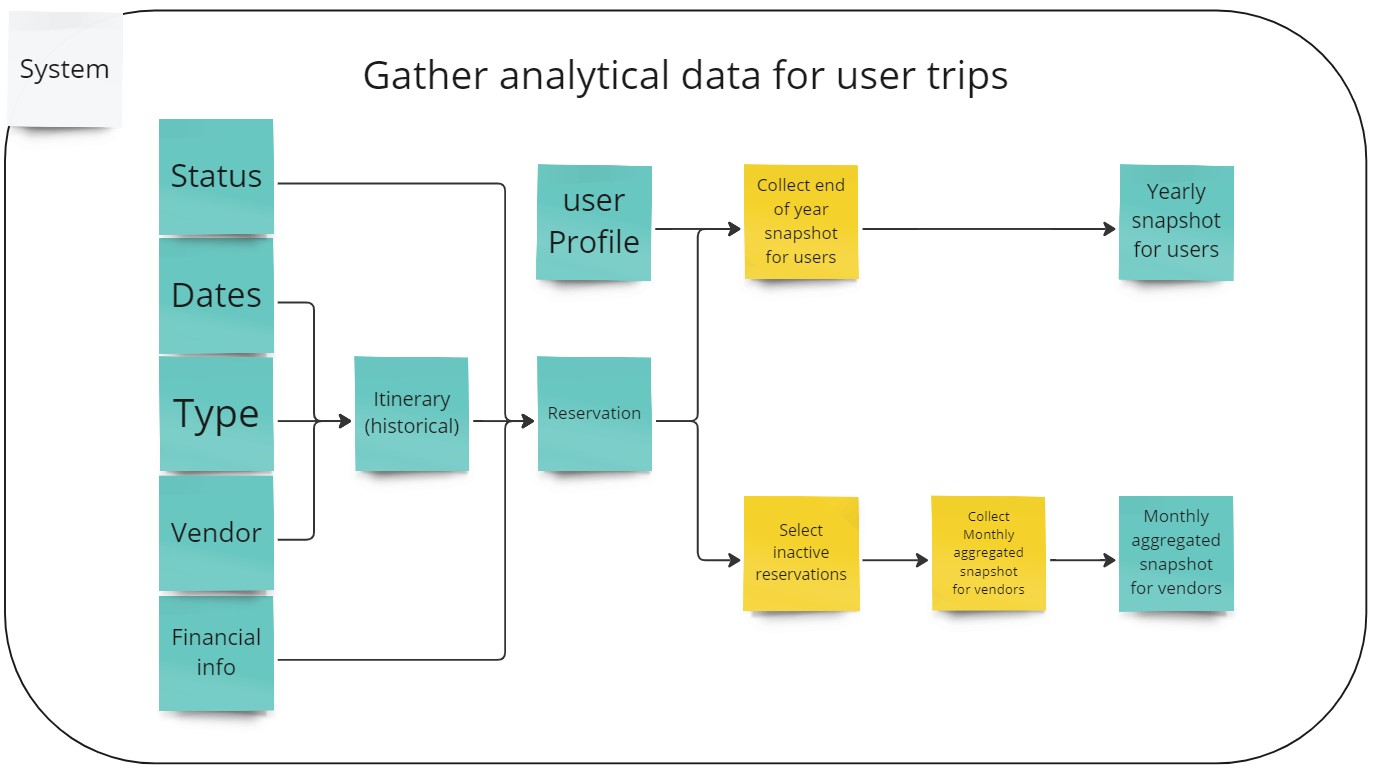 System
Gather analytical data for user trips
Status
Dates
Type
Vendor
Financial
info
Itinerary
(historical)
user
Profile
Reservation
Collect end
of year
snapshot
for users
Yearly
snapshot
for users
Select
inactive
reservations
Collect
Monthly
aggregated
snapshot
for vendors
Monthly
aggregated
snapshot
for vendors